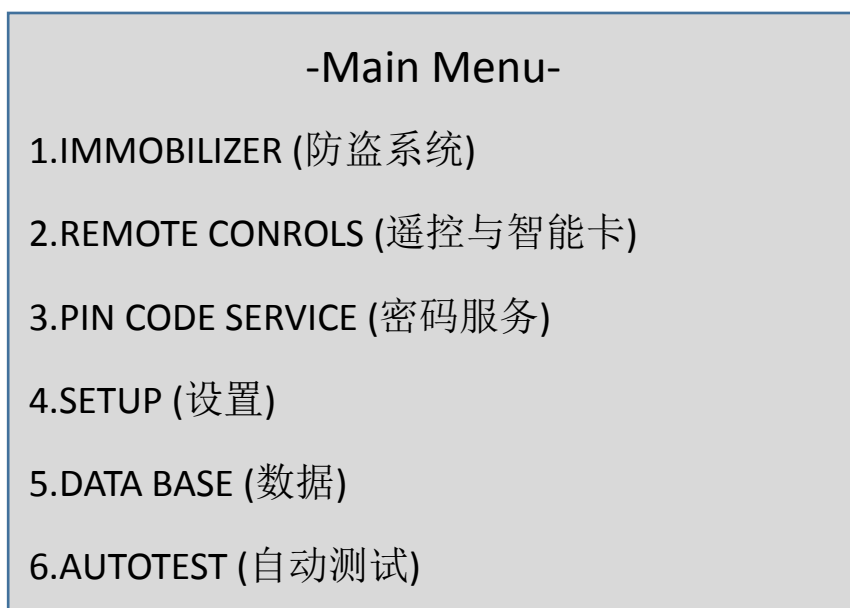 -Main Menu-
1.IMMOBILIZER (防盗系统)
2.REMOTE CONROLS (遥控与智能卡)
3.PIN CODE SERVICE (密码服务)
4.SETUP (设置)
5.DATA BASE (数据)
6.AUTOTEST (自动测试)